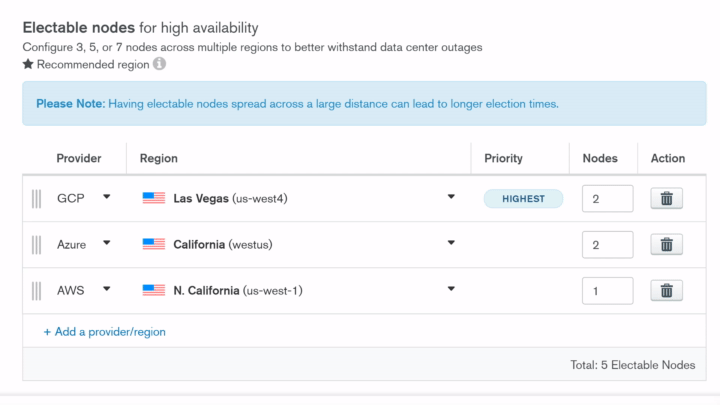 Electable nodes for high availability
Configure 3, 5, or 7 nodes across multiple regions to better withstand data center outages
★ Recommended region
Please Note: Having electable nodes spread across a large distance can lead to longer election times.
Provider Region Priority Nodes Action
GCP Las Vegas (us-west4) HIGHEST 2
Azure California (westus) 2
AWS N. California (us-west-1) 1
+ Add a provider/region
Total: 5 Electable Nodes